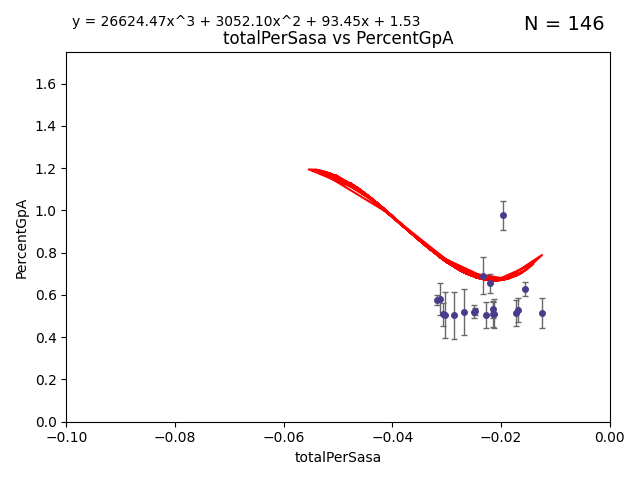 y = 26624.47x^3 + 3052.10x^2 + 93.45x + 1.53
N = 146
totalPerSasa vs PercentGpA
PercentGpA
1.6
1.4
1.2
1.0
0.8
0.6
0.4
0.2
0.0
−0.10 −0.08 −0.06 −0.04 −0.02 0.00
totalPerSasa